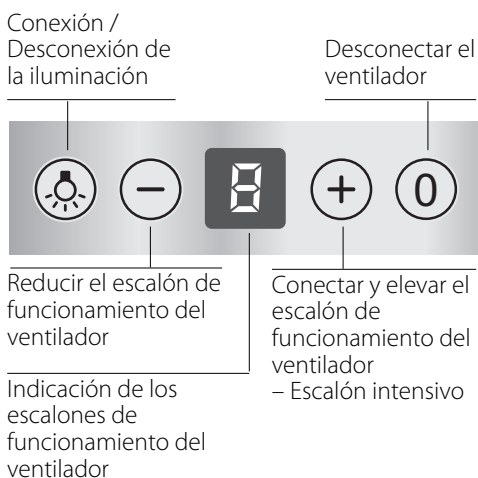 Conexión /
Desconexión de
la iluminación
Desconectar el
ventilador
8
0
Reducir el escalón de
funcionamiento del
ventilador
Conectar y elevar el
escalón de
funcionamiento del
ventilador
– Escalón intensivo
Indicación de los
escalones de
funcionamiento del
ventilador